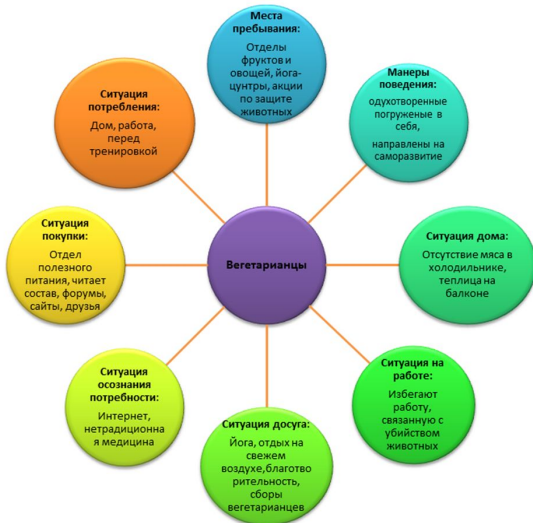 Места
пребывания:
Отделы
фруктов и
овощей, йога-
цунтры, акции
по защите
животных
Манеры
поведения:
одухотворенные
погруженые в
себя,
направлены на
саморазвитие
Ситуация дома:
Отсутствие мяса в
холодильнике,
теплица на
балконе
Ситуация на
работе:
Избегают
работу,
связанную с
убийством
животных
Ситуация досуга:
Йога, отдых на
свежем
воздухе,благотво
рительность,
сборы
вегетарианцев
Ситуация
осознания
потребности:
Интернет,
нетрадиционна
я медицина
Ситуация
покупки:
Отдел
полезного
питания, читает
состав, форумы,
сайты, друзья
Ситуация
потребления:
Дом, работа,
перед
тренировкой
Вегетарианцы